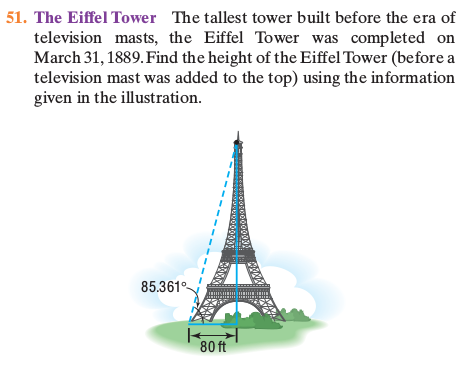 51. The Eiffel Tower The tallest tower built before the era of
television masts, the Eiffel Tower was completed on
March 31, 1889. Find the height of the Eiffel Tower (before a
television mast was added to the top) using the information
given in the illustration.
85.361°
80 ft